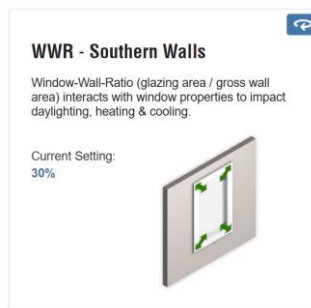 WWR - Southern Walls
Window-Wall-Ratio (glazing area / gross wall
area) interacts with window properties to impact
daylighting, heating & cooling.
Current Setting:
30%